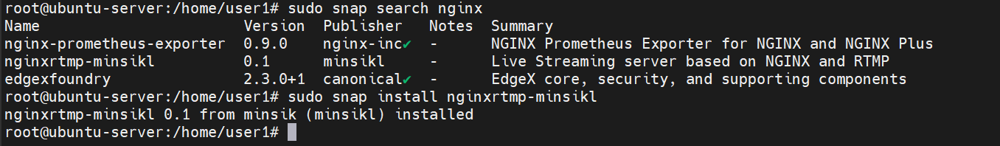 root@ubuntu-server:/home/user1# sudo snap search nginx
Name                     Version  Publisher   Notes  Summary
nginx-prometheus-exporter  0.9.0    nginx-inc✔  -      NGINX Prometheus Exporter for NGINX and NGINX Plus
nginxrtmp-minsikl        0.1      minsikl     -      Live Streaming server based on NGINX and RTMP
edgexfoundry             2.3.0+1  canonical✔  -      EdgeX core, security, and supporting components
root@ubuntu-server:/home/user1# sudo snap install nginxrtmp-minsikl
nginxrtmp-minsikl 0.1 from minsik (minsikl) installed
root@ubuntu-server:/home/user1#